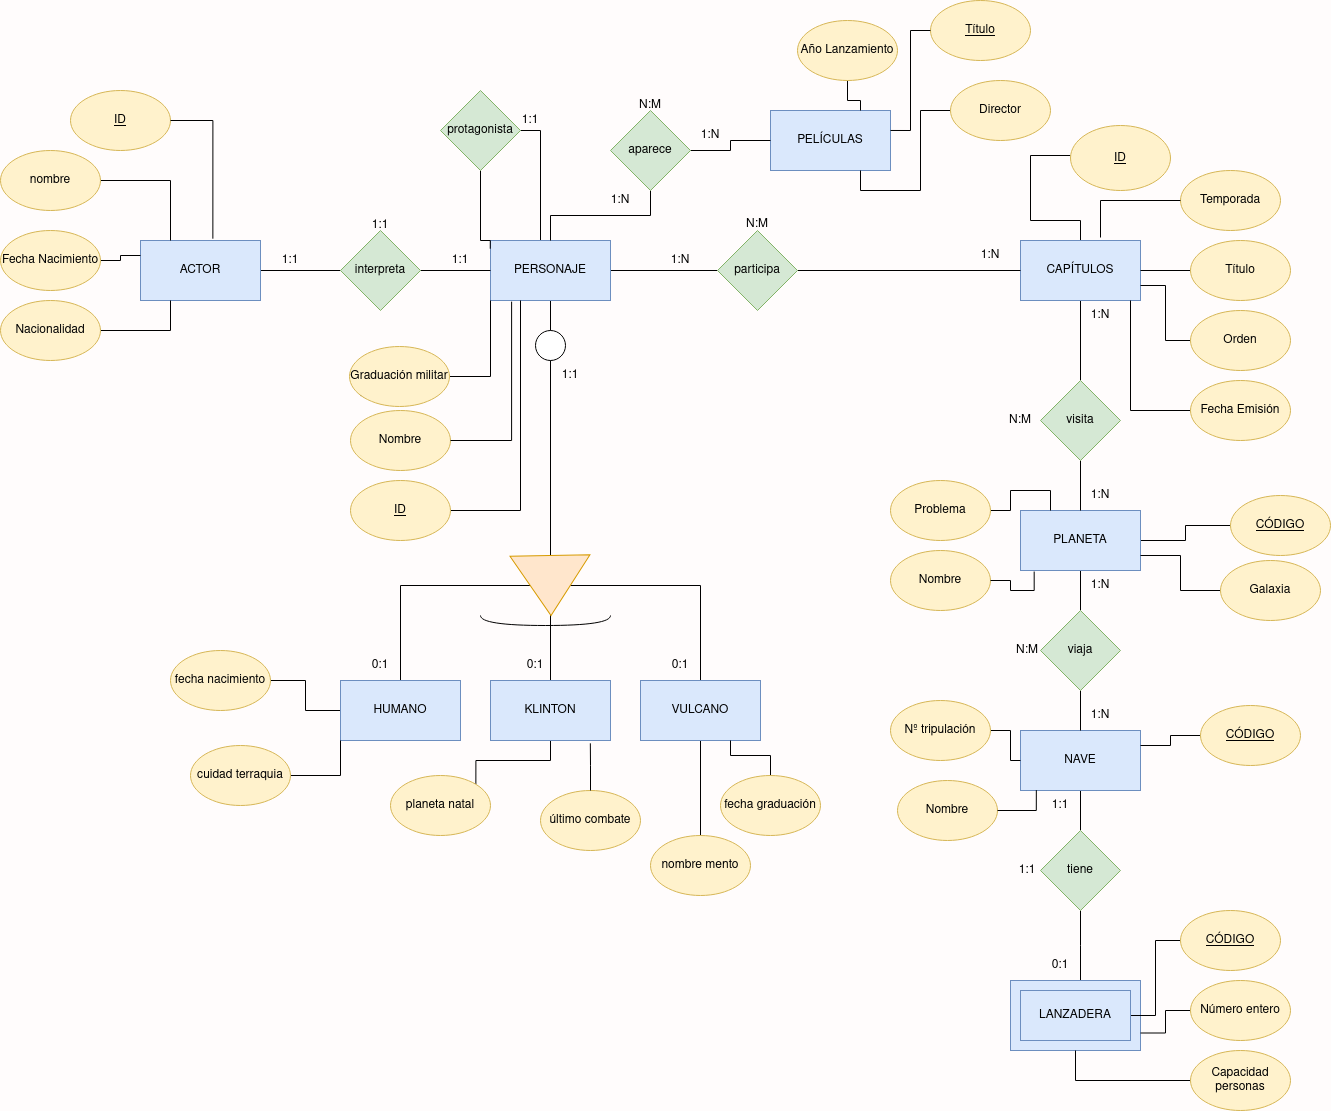 Título
Año Lanzamiento
N:M
Director
ID
protagonista
1:1
1:N
PELÍCULAS
aparece
ID
nombre
1:N
Temporada
1:1
N:M
Fecha Nacimiento
ACTOR
1:1
interpreta
1:1
PERSONAJE
1:N
participa
1:N
CAPÍTULOS
Título
Nacionalidad
1:N
Orden
Graduación militar
1:1
Fecha Emisión
Nombre
N:M
visita
1:N
ID
Problema
CÓDIGO
PLANETA
Nombre
1:N
Galaxia
N:M
viaja
0:1
0:1
0:1
fecha nacimiento
HUMANO
KLINTON
VULCANO
1:N
Nº tripulación
CÓDIGO
NAVE
cuidad terraquia
planeta natal
fecha graduación
1:1
Nombre
último combate
nombre mento
1:1
tiene
0:1
CÓDIGO
LANZADERA
Número entero
Capacidad
personas